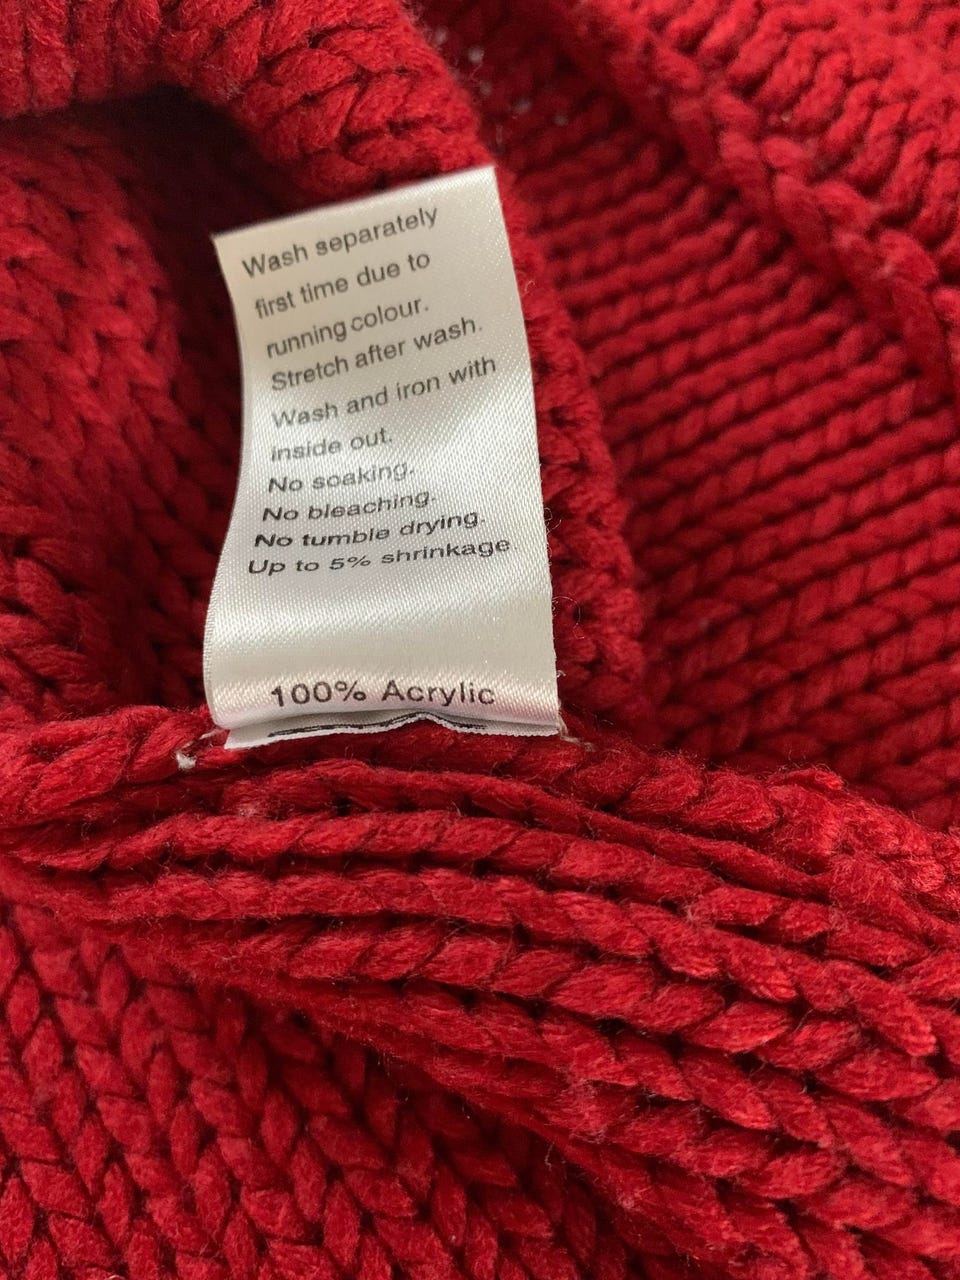 Wash separately
first time due to
running colour.
Stretch after wash.
Wash and iron with
inside out.
No soaking.
No bleaching.
No tumble drying.
Up to 5% shrinkage
100% Acrylic